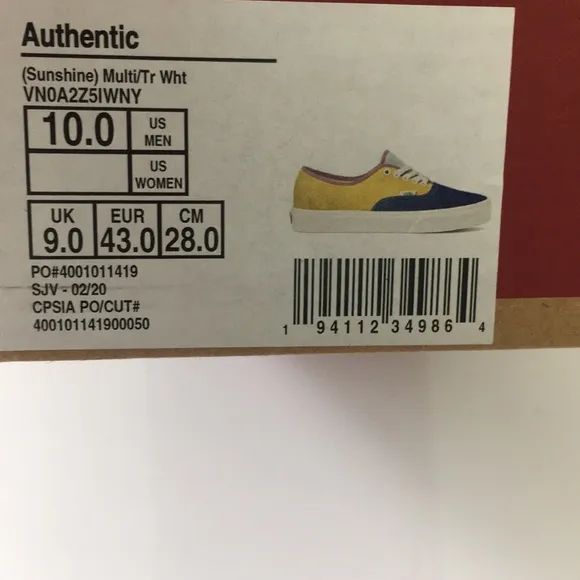 Authentic
(Sunshine) Multi/Tr Wht
VN0A2Z5IWNY
10.0 US MEN
US WOMEN
UK 9.0 EUR 43.0 CM 28.0
PO#4001011419
SJV - 02/20
CPSIA PO/CUT#
400101141900050
1 94112 34986 4